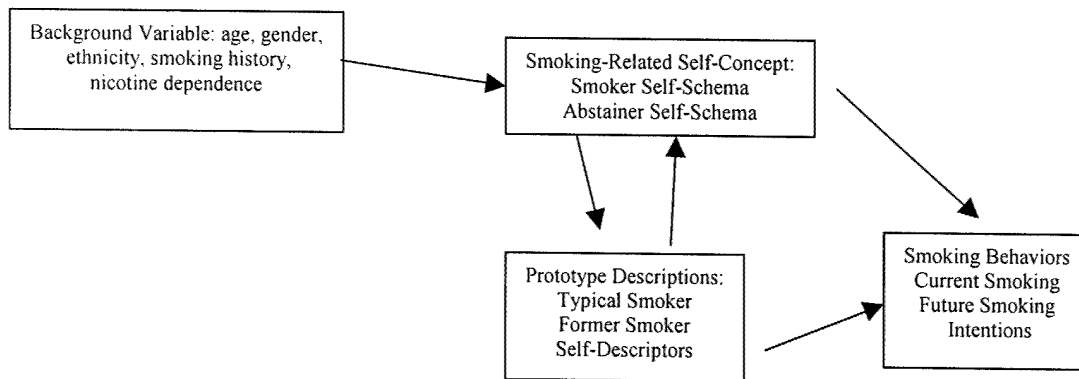 Background Variable: age, gender,
ethnicity, smoking history,
nicotine dependence
Smoking-Related Self-Concept:
Smoker Self-Schema
Abstainer Self-Schema
Prototype Descriptions:
Typical Smoker
Former Smoker
Self-Descriptors
Smoking Behaviors
Current Smoking
Future Smoking
Intentions